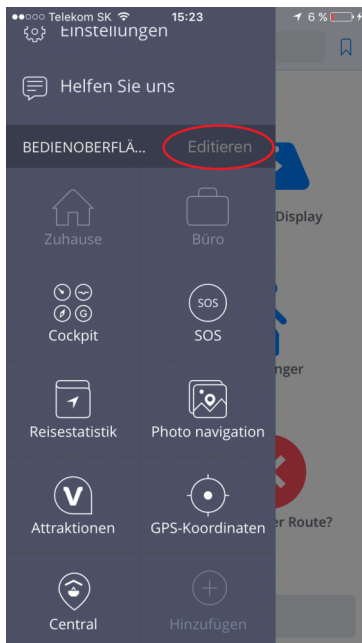 Telekom SK 15:23 6 %
Einstellungen
Helfen Sie uns
BEDIENOBERFLÄ... Editieren
Zuhause Büro
Display
SOS
Cockpit SOS
nger
Reisestatistik Photo navigation
Attraktionen GPS-Koordinaten
er Route?
Central Hinzufügen